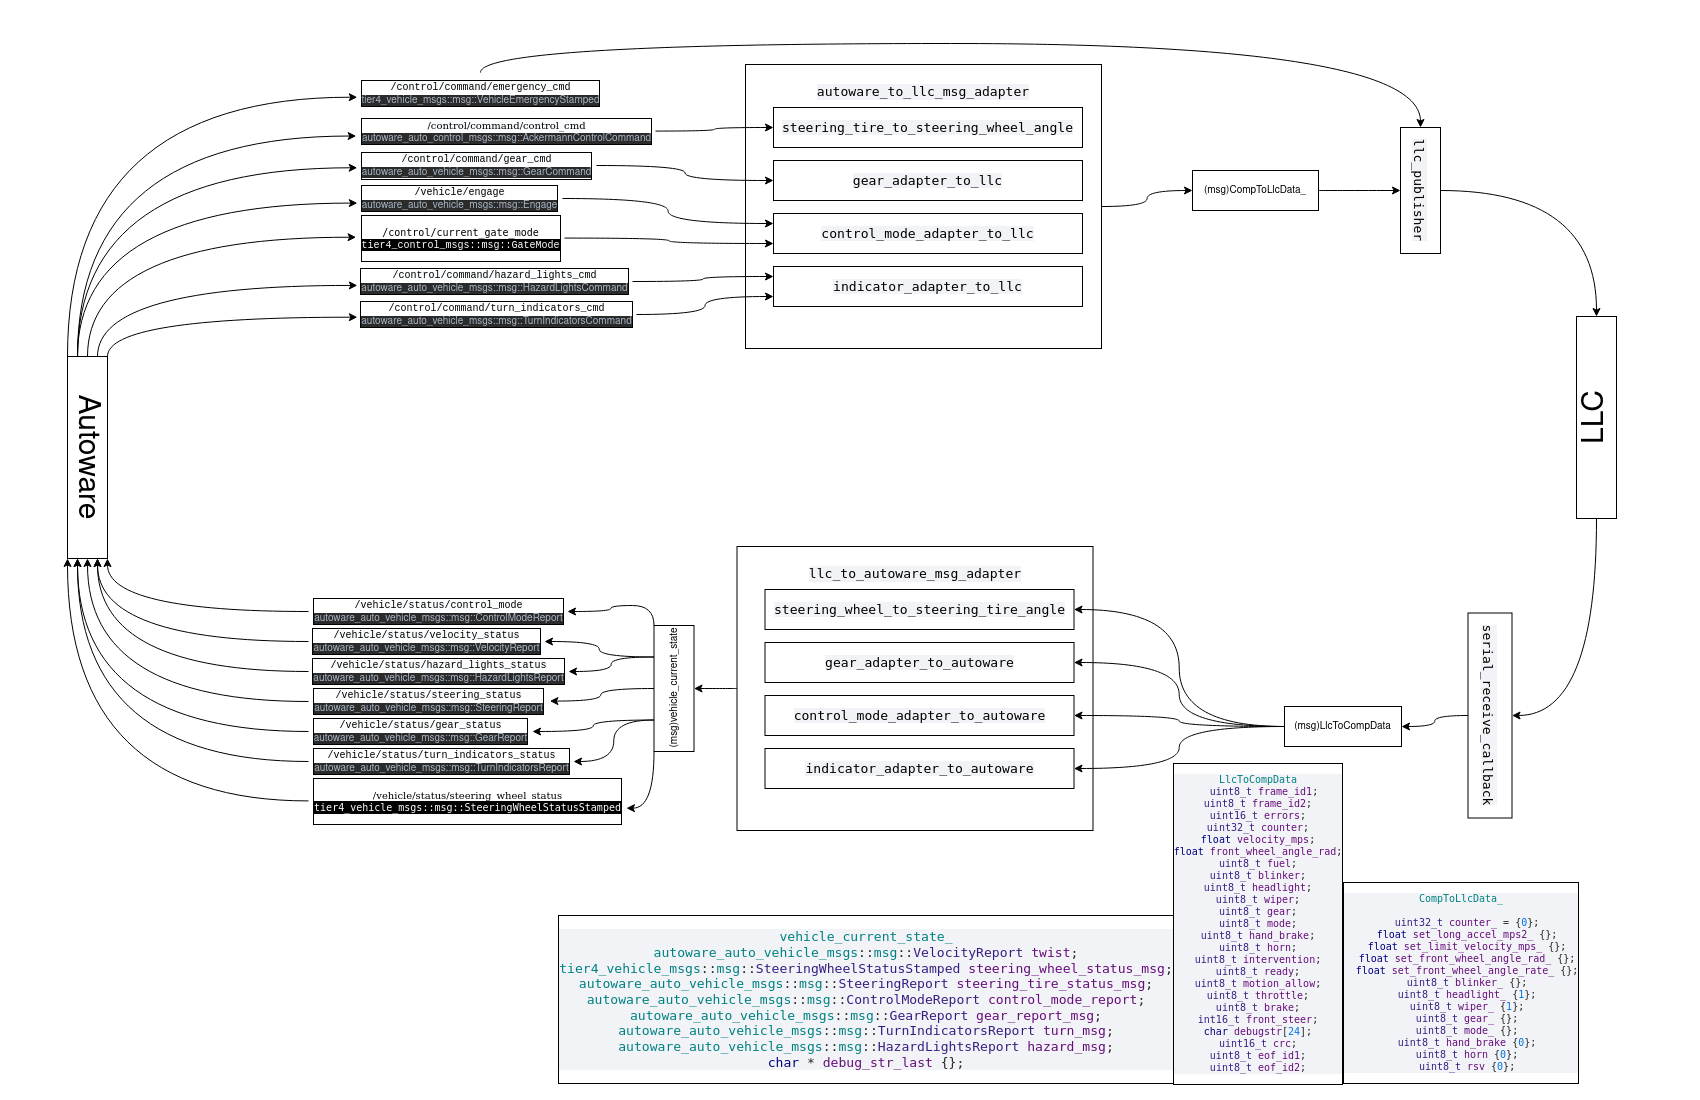 /control/command/emergency_cmd
tier4_vehicle_msgs::msg::VehicleEmergencyStamped
/control/command/control_cmd
autoware_auto_control_msgs::msg::AckermannControlCommand
/control/command/gear_cmd
autoware_auto_vehicle_msgs::msg::GearCommand
/vehicle/engage
autoware_auto_vehicle_msgs::msg::Engage
/control/current_gate_mode
tier4_control_msgs::msg::GateMode
/control/command/hazard_lights_cmd
autoware_auto_vehicle_msgs::msg::HazardLightsCommand
/control/command/turn_indicators_cmd
autoware_auto_vehicle_msgs::msg::TurnIndicatorsCommand
autoware_to_llc_msg_adapter
steering_tire_to_steering_wheel_angle
gear_adapter_to_llc
control_mode_adapter_to_llc
indicator_adapter_to_llc
(msg)CompToLlcData_
llc_publisher
Autoware
LLC
/vehicle/status/control_mode
autoware_auto_vehicle_msgs::msg::ControlModeReport
/vehicle/status/velocity_status
autoware_auto_vehicle_msgs::msg::VelocityReport
/vehicle/status/hazard_lights_status
autoware_auto_vehicle_msgs::msg::HazardLightsReport
/vehicle/status/steering_status
autoware_auto_vehicle_msgs::msg::SteeringReport
/vehicle/status/gear_status
autoware_auto_vehicle_msgs::msg::GearReport
/vehicle/status/turn_indicators_status
autoware_auto_vehicle_msgs::msg::TurnIndicatorsReport
/vehicle/status/steering_wheel_status
tier4_vehicle_msgs::msg::SteeringWheelStatusStamped
(msg)vehicle_current_state
llc_to_autoware_msg_adapter
steering_wheel_to_steering_tire_angle
gear_adapter_to_autoware
control_mode_adapter_to_autoware
indicator_adapter_to_autoware
(msg)LlcToCompData
serial_receive_callback
vehicle_current_state_
autoware_auto_vehicle_msgs::msg::VelocityReport twist;
tier4_vehicle_msgs::msg::SteeringWheelStatusStamped steering_wheel_status_msg;
autoware_auto_vehicle_msgs::msg::SteeringReport steering_tire_status_msg;
autoware_auto_vehicle_msgs::msg::ControlModeReport control_mode_report;
autoware_auto_vehicle_msgs::msg::GearReport gear_report_msg;
autoware_auto_vehicle_msgs::msg::TurnIndicatorsReport turn_msg;
autoware_auto_vehicle_msgs::msg::HazardLightsReport hazard_msg;
char * debug_str_last {};
LlcToCompData
uint8_t frame_id1;
uint8_t frame_id2;
uint16_t errors;
uint32_t counter;
float velocity_mps;
float front_wheel_angle_rad;
uint8_t fuel;
uint8_t blinker;
uint8_t headlight;
uint8_t wiper;
uint8_t gear;
uint8_t mode;
uint8_t hand_brake;
uint8_t horn;
uint8_t intervention;
uint8_t ready;
uint8_t motion_allow;
uint8_t throttle;
uint8_t brake;
int16_t front_steer;
char debugstr[24];
uint16_t crc;
uint8_t eof_id1;
uint8_t eof_id2;
CompToLlcData_
uint32_t counter_ = {0};
float set_long_accel_mps2_ {};
float set_limit_velocity_mps_ {};
float set_front_wheel_angle_rad_ {};
float set_front_wheel_angle_rate_ {};
uint8_t blinker_ {};
uint8_t headlight_ {1};
uint8_t wiper_ {1};
uint8_t gear_ {};
uint8_t mode_ {};
uint8_t hand_brake {0};
uint8_t horn {0};
uint8_t rsv {0};